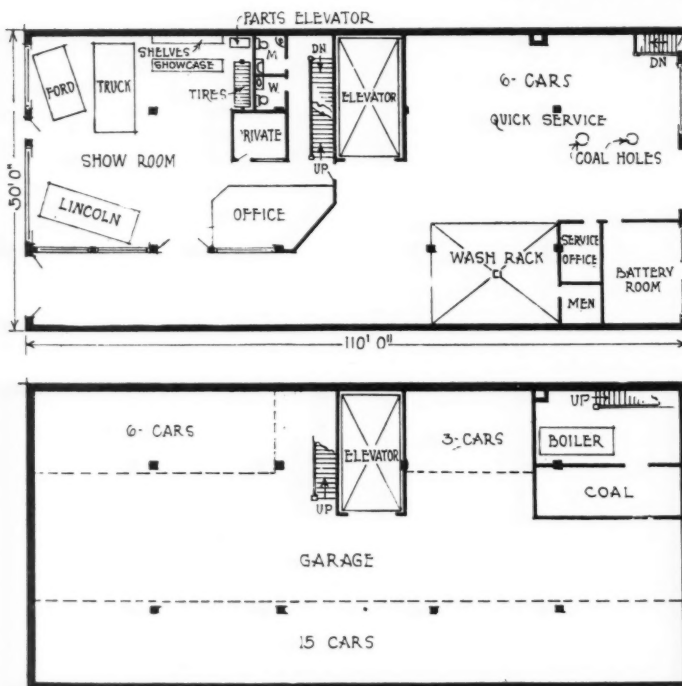 PARTS ELEVATOR
SHELVES
SHOWCASE
M.
DN
FORD
TRUCK
TIRES
W.
ELEVATOR
6- CARS
DN
QUICK SERVICE
PRIVATE
COAL HOLES
SHOW ROOM
UP
50' 0"
LINCOLN
OFFICE
WASH RACK
SERVICE
OFFICE
BATTERY
ROOM
MEN
110' 0"
6- CARS
ELEVATOR
3- CARS
UP
BOILER
COAL
UP
GARAGE
15 CARS